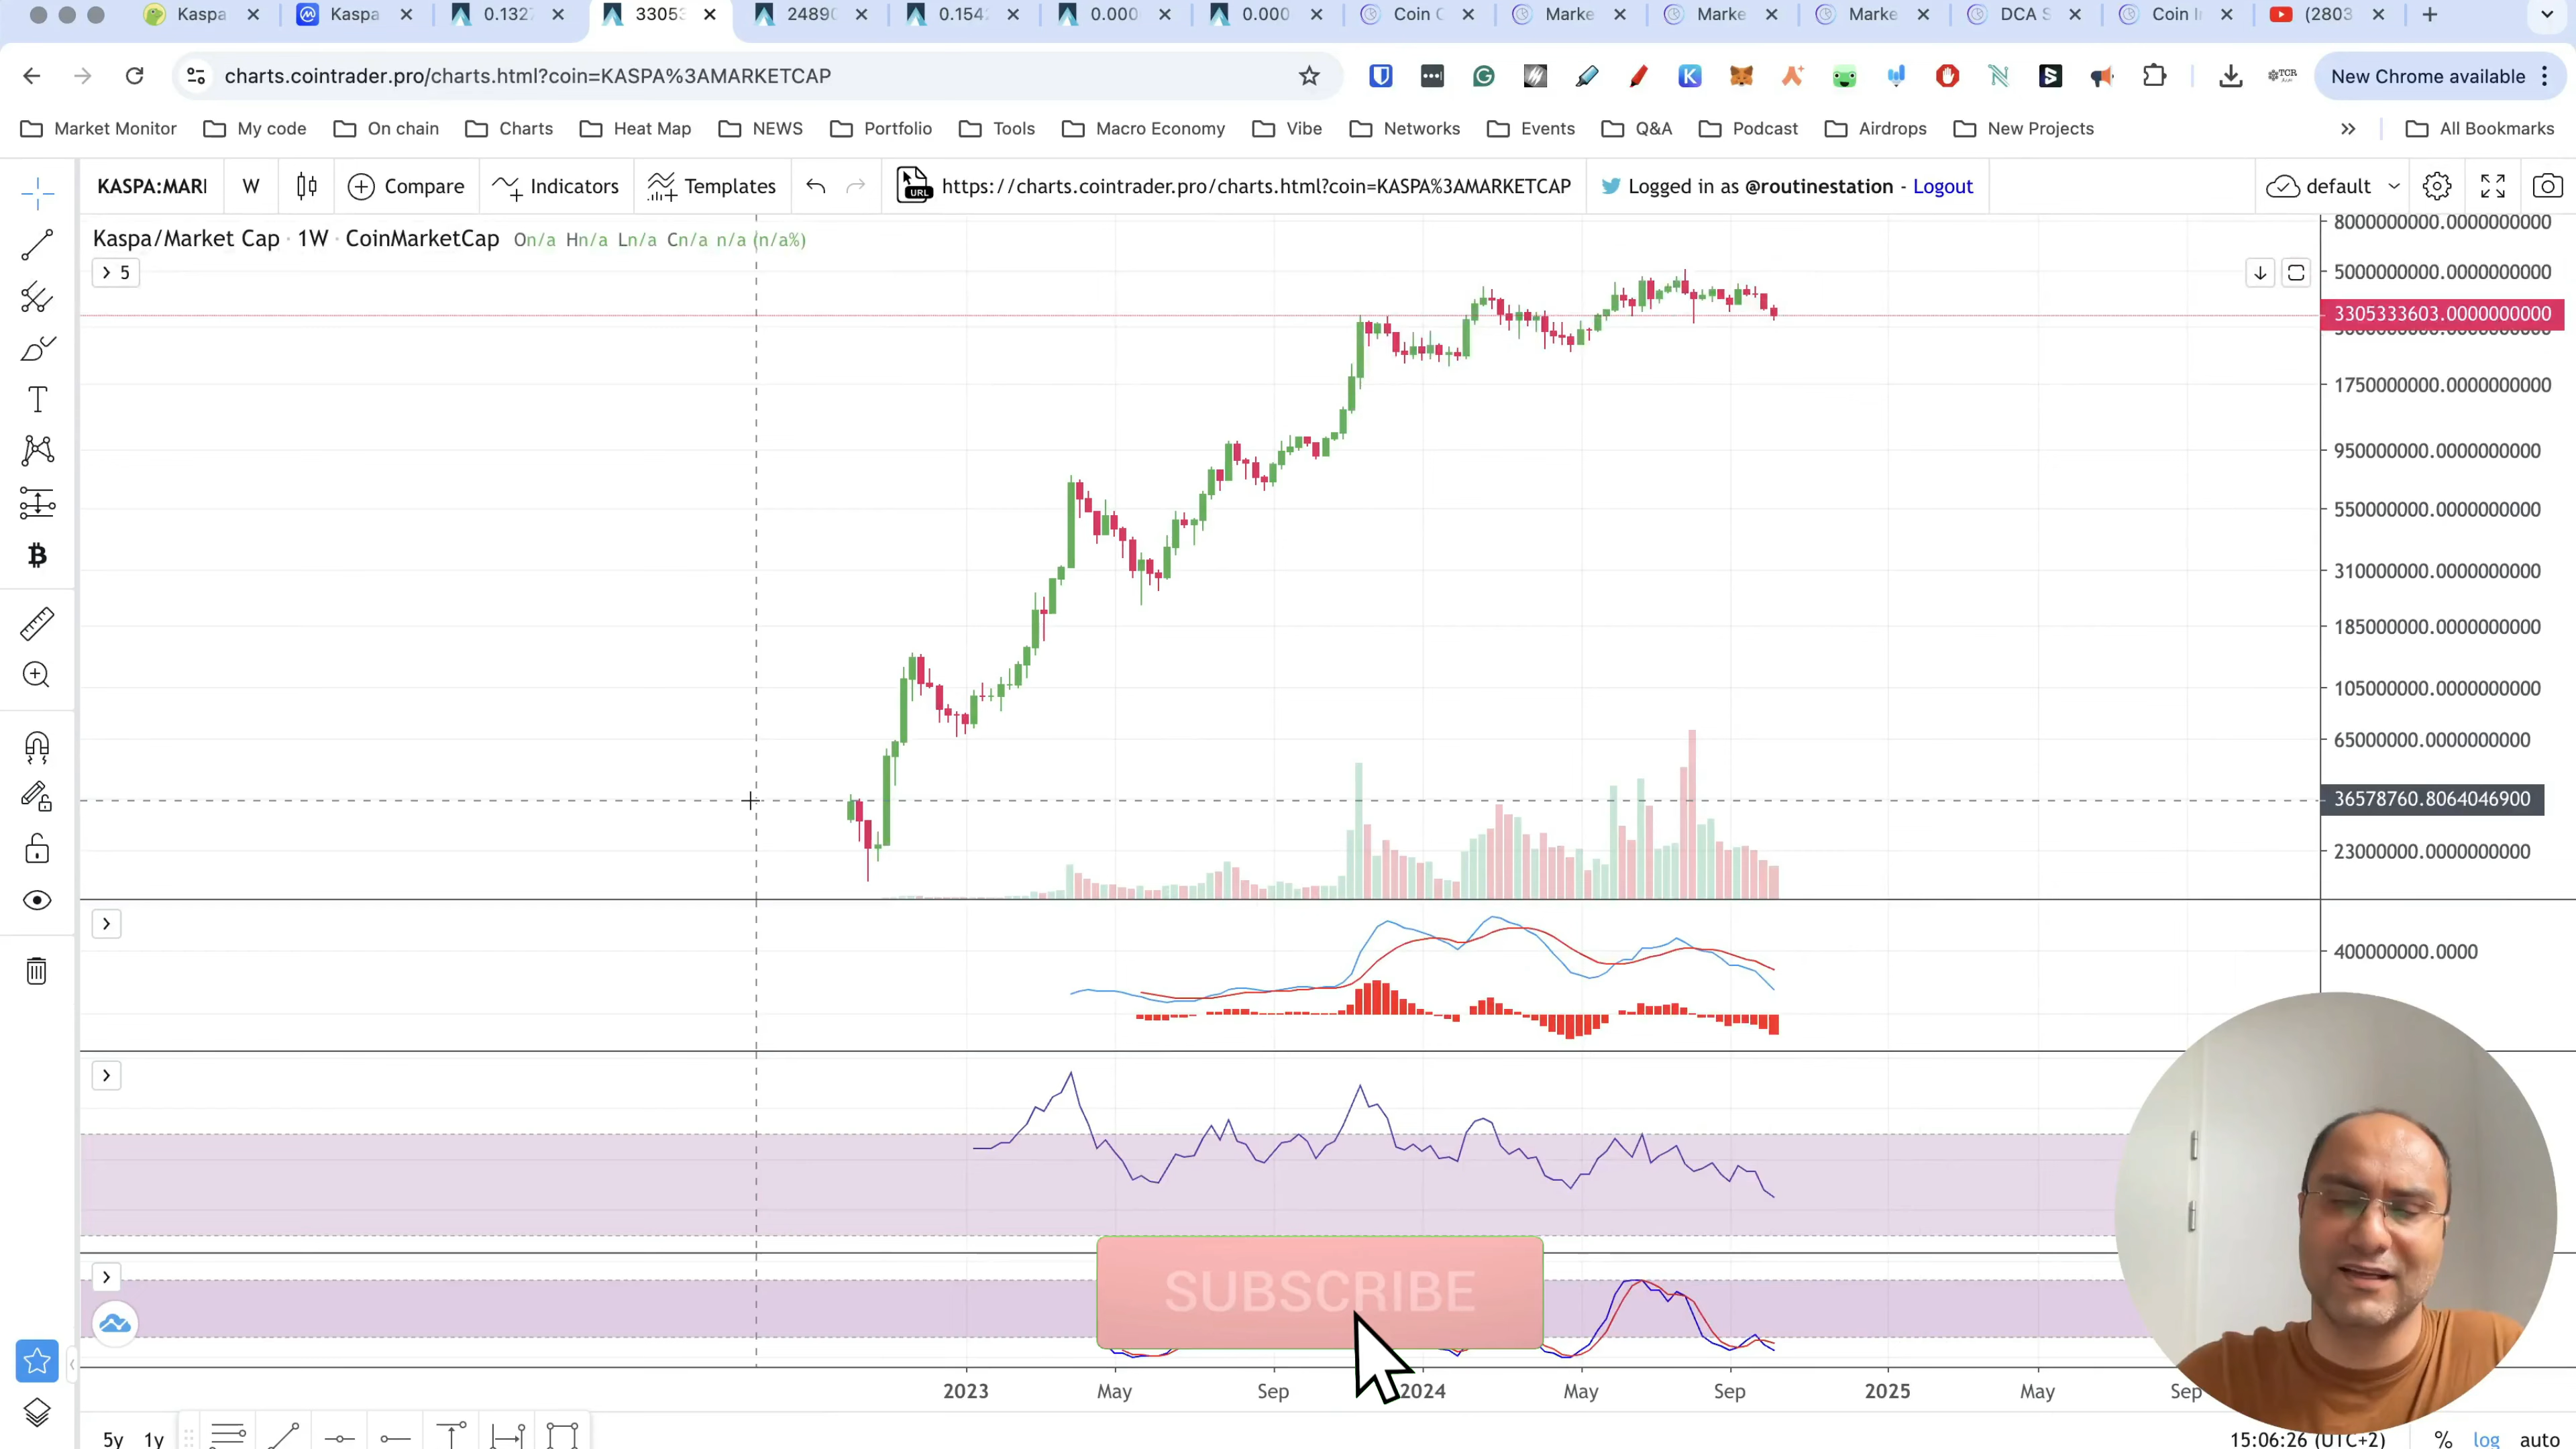 Kaspa
Kaspa
0.132
3305
2489
0.154
0.000
0.000
Coin
Marke
Marke
Marke
DCA S
Coin I
(2803
charts.cointrader.pro/charts.html?coin=KASPA%3AMARKETCAP
New Chrome available
Market Monitor
My code
On chain
Charts
Heat Map
NEWS
Portfolio
Tools
Macro Economy
Vibe
Networks
Events
Q&A
Podcast
Airdrops
New Projects
All Bookmarks
KASPA:MARI
W
Compare
Indicators
Templates
URL
https://charts.cointrader.pro/charts.html?coin=KASPA%3AMARKETCAP
Logged in as @routinestation - Logout
default
Kaspa/Market Cap · 1W · CoinMarketCap On/a Hn/a Ln/a Cn/a n/a (n/a%)
5
8000000000.0000000000
5000000000.0000000000
3305333603.0000000000
1750000000.0000000000
950000000.0000000000
550000000.0000000000
310000000.0000000000
185000000.0000000000
105000000.0000000000
65000000.0000000000
36578760.8064046900
23000000.0000000000
400000000.0000
SUBSCRIBE
2023
May
Sep
2024
May
Sep
2025
May
Sep
5y 1y
15:06:26 (UTC+2)
%
log
auto